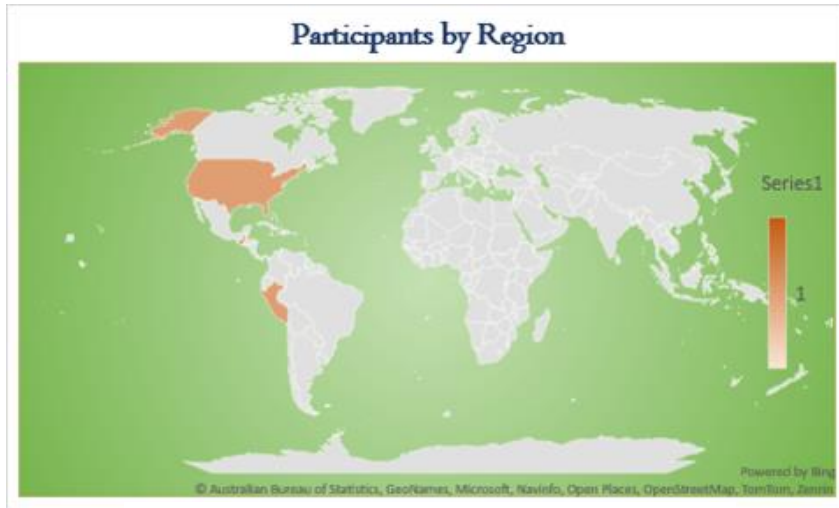 Participants by Region
Series1
1
Powered by Bing
© Australian Bureau of Statistics, GeoNames, Microsoft, Navinfo, Open Places, OpenStreetMap, TomTom, Zenrin